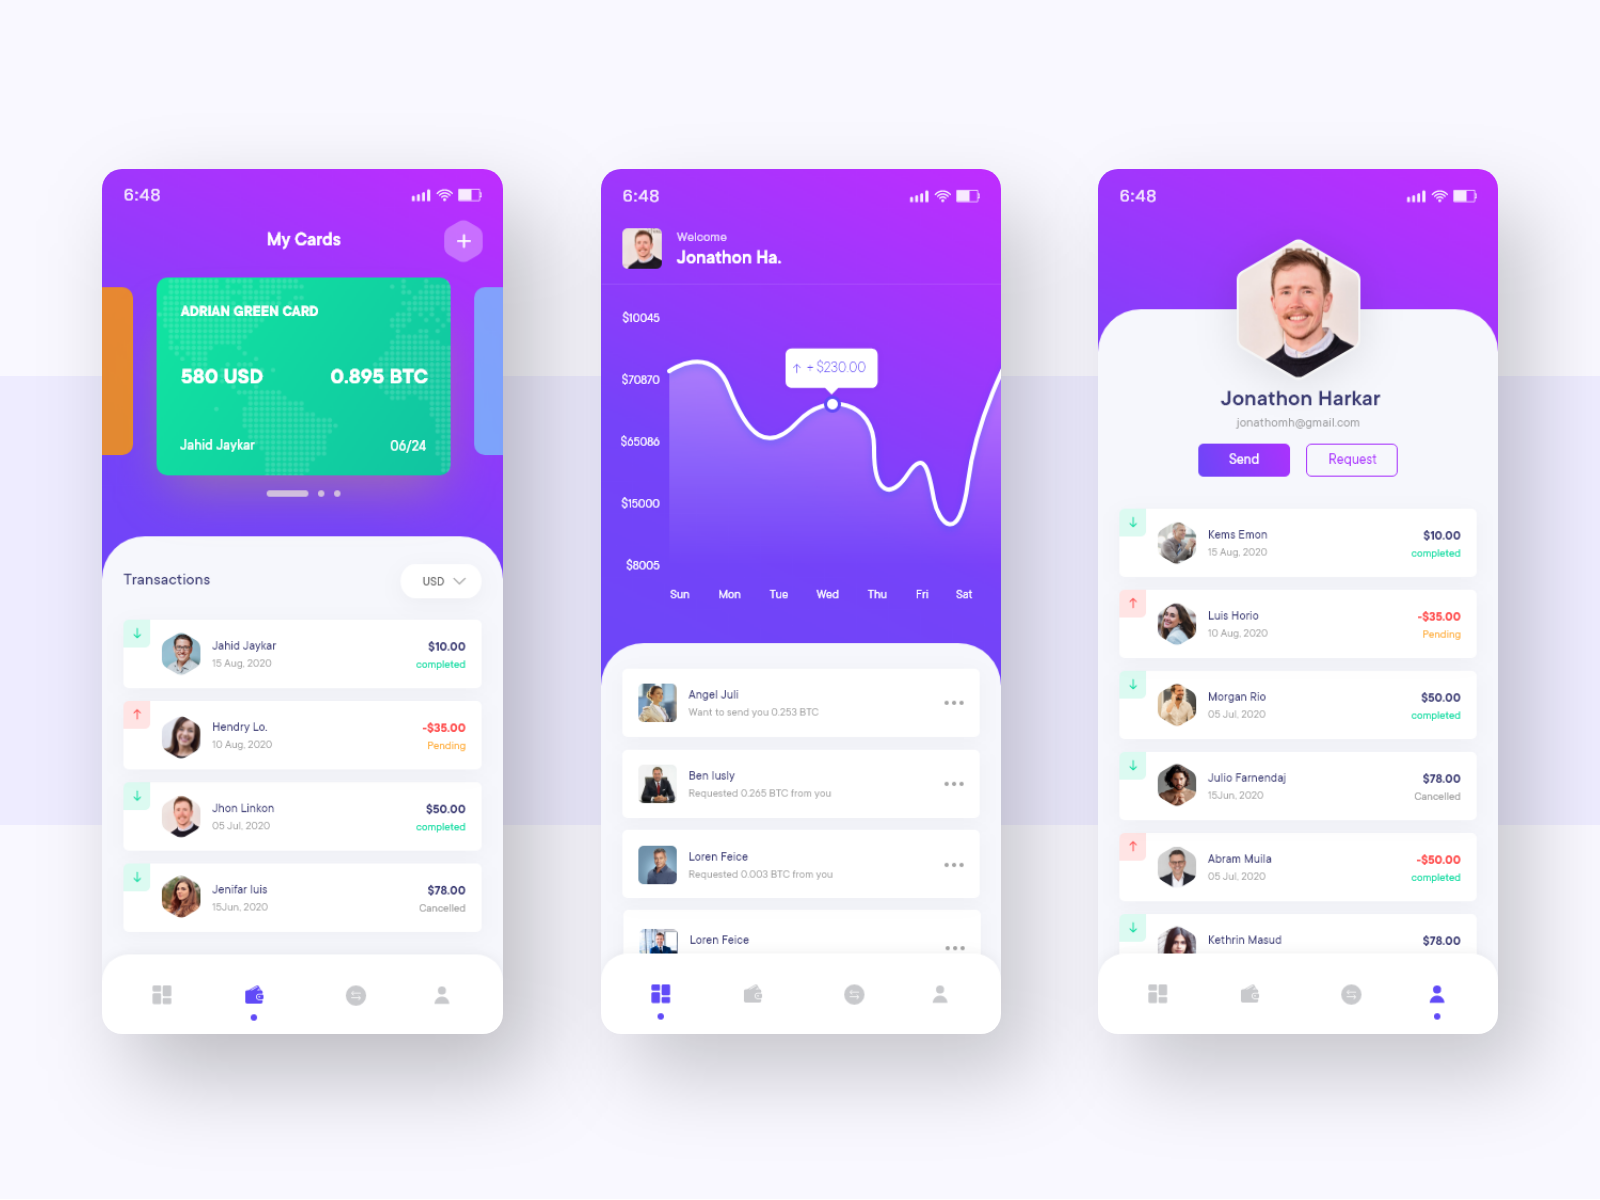 6:48
My Cards
ADRIAN GREEN CARD
580 USD 0.895 BTC
Jahid Jaykar 06/24
Transactions USD
Jahid Jaykar $10.00
15 Aug, 2020 completed
Hendry Lo. -$35.00
10 Aug, 2020 Pending
Jhon Linkon $50.00
05 Jul, 2020 completed
Jenifar luis $78.00
15Jun, 2020 Cancelled
6:48
Welcome
Jonathon Ha.
$10045
↑ + $230.00
$70870
$65086
$15000
$8005
Sun Mon Tue Wed Thu Fri Sat
Angel Juli
Want to send you 0.253 BTC
Ben lusly
Requested 0.265 BTC from you
Loren Feice
Requested 0.003 BTC from you
Loren Feice
6:48
Jonathon Harkar
jonathomh@gmail.com
Send Request
Kems Emon $10.00
15 Aug, 2020 completed
Luis Horio -$35.00
10 Aug, 2020 Pending
Morgan Rio $50.00
05 Jul, 2020 completed
Julio Farnendaj $78.00
15Jun, 2020 Cancelled
Abram Muila -$50.00
05 Jul, 2020 completed
Kethrin Masud $78.00